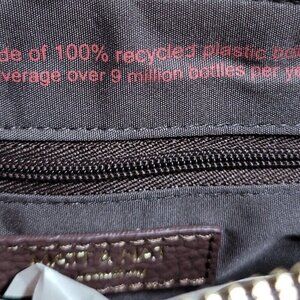 de of 100% recycled plastic bo
verage over 9 million bottles per ye